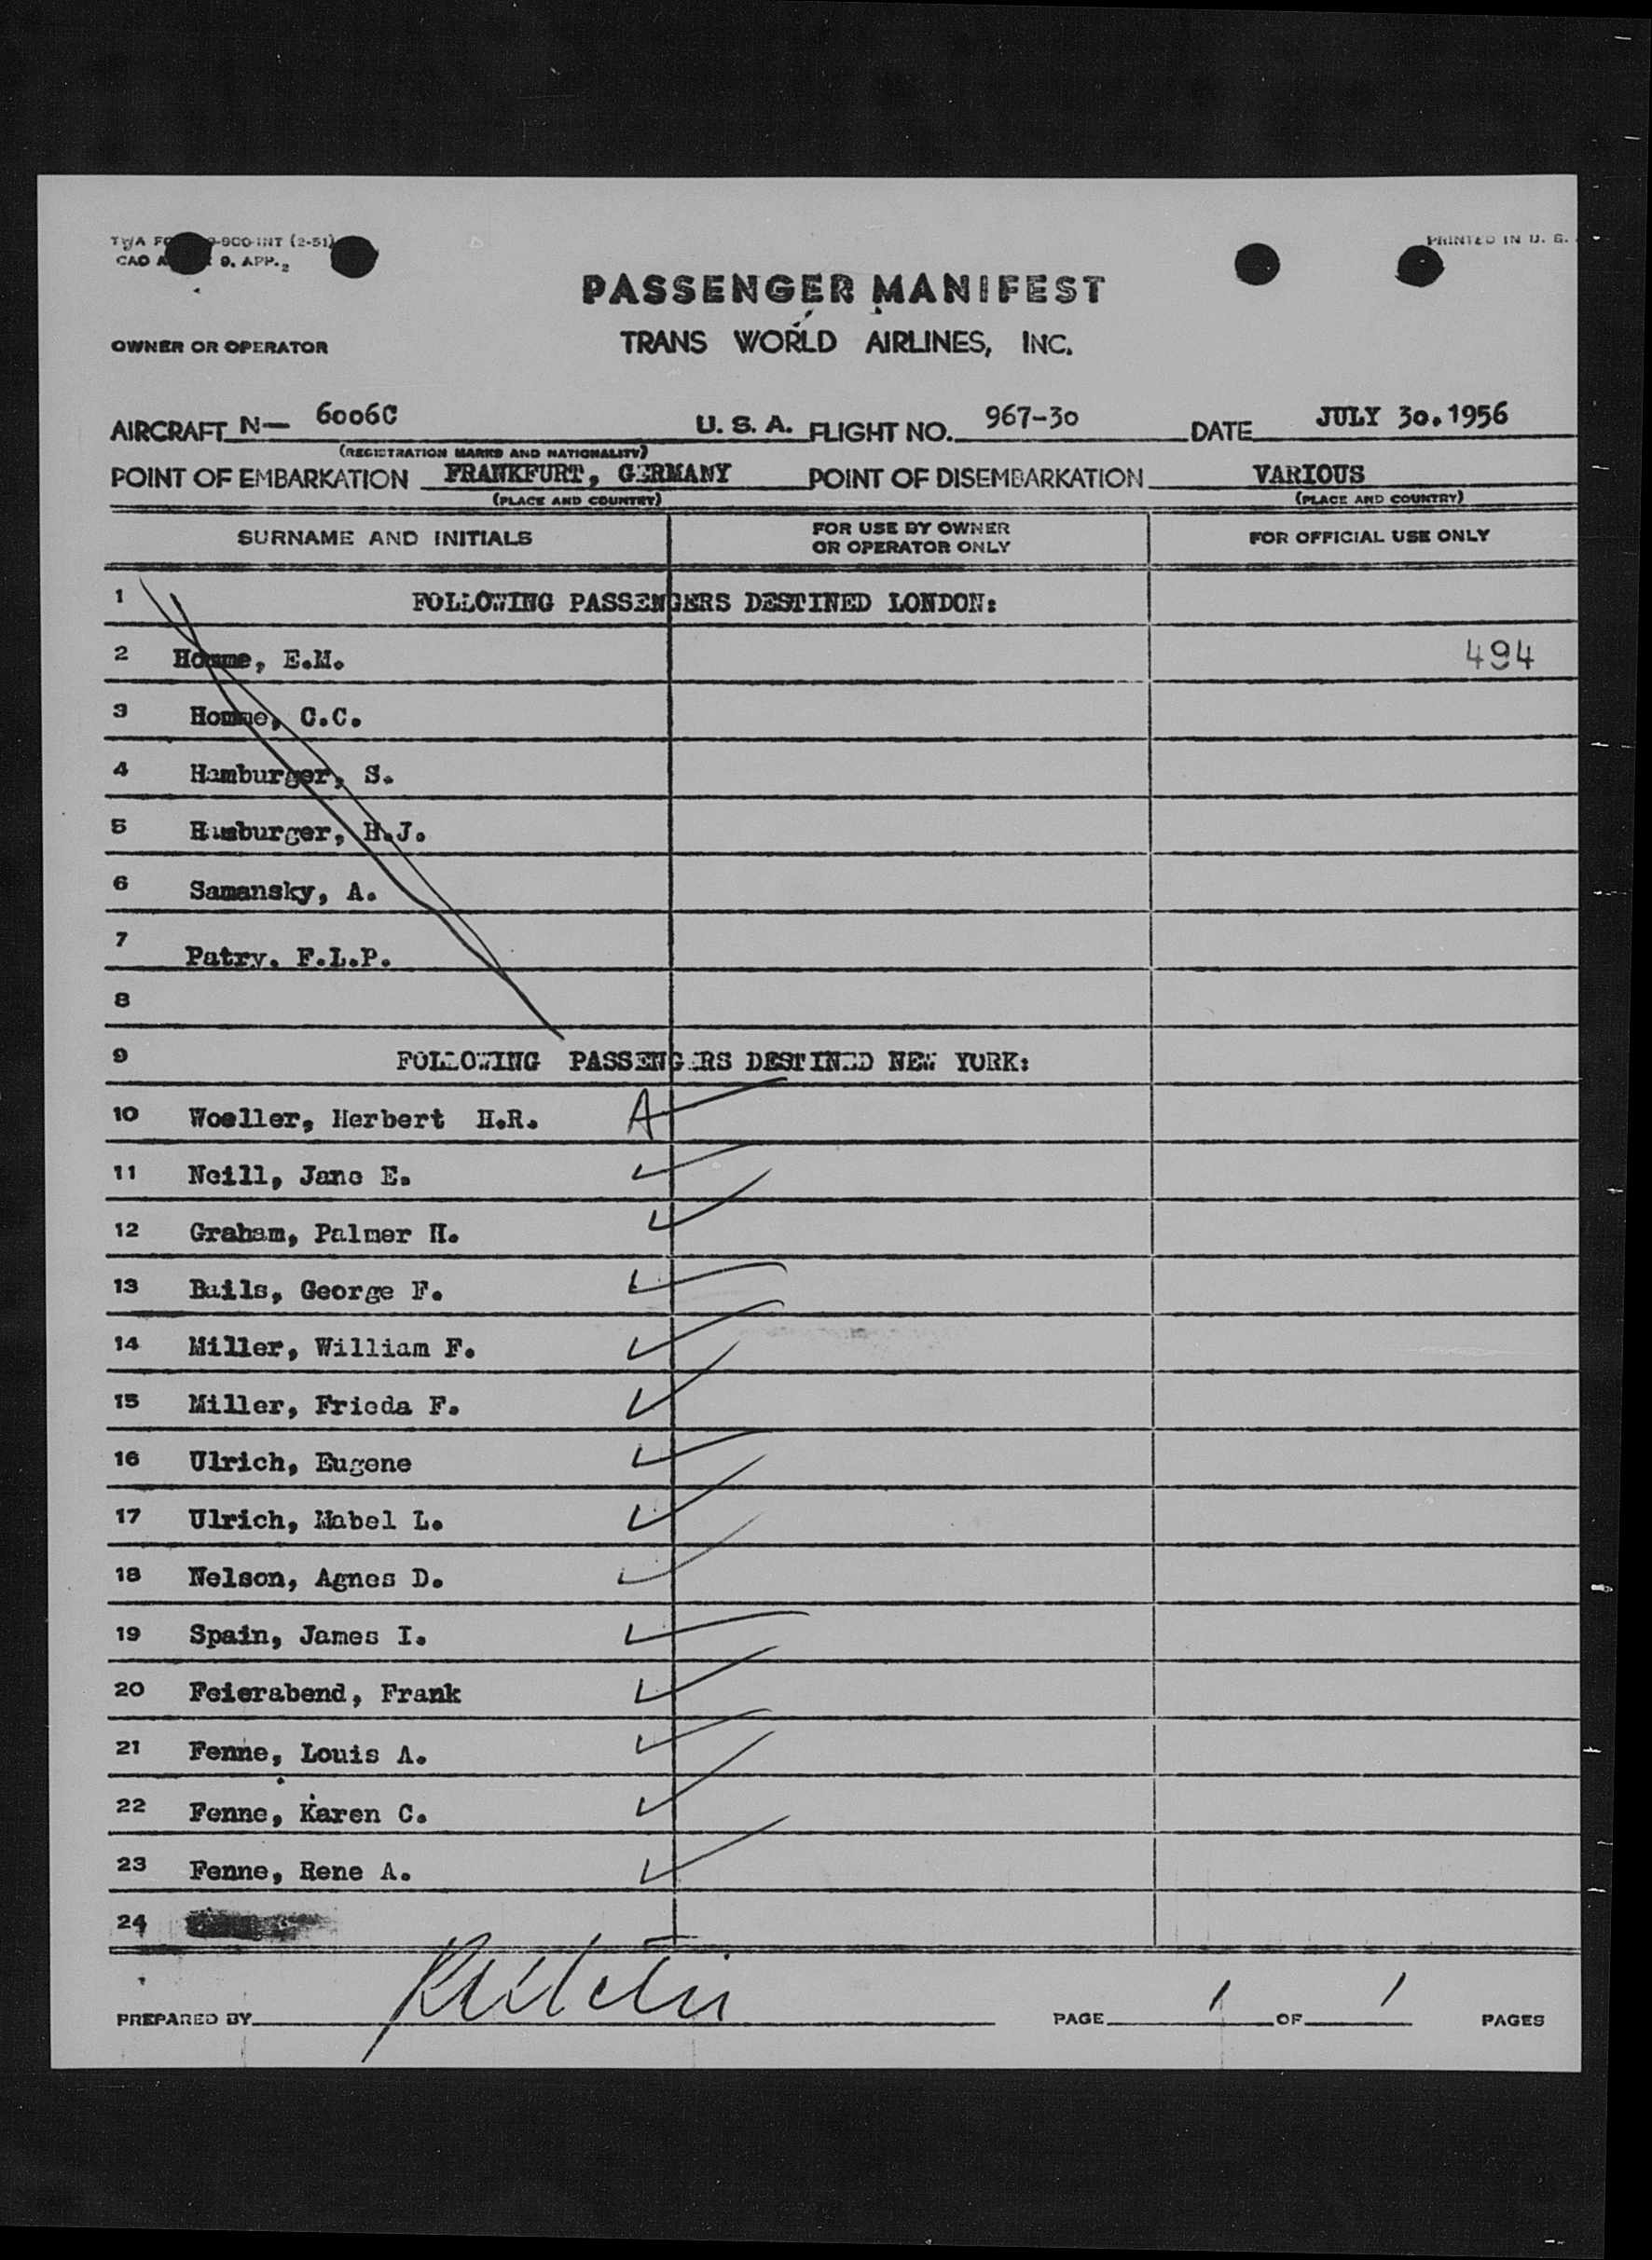 TWA FO -900-INT (2-51)
PRINTED IN U. S.
CAO A 9. APP. 2
PASSENGER MANIFEST
OWNER OR OPERATOR TRANS WORLD AIRLINES, INC.
AIRCRAFT N— 6006C U. S. A. FLIGHT NO. 967-30 DATE JULY 30.1956
(REGISTRATION MARKS AND NATIONALITY)
POINT OF EMBARKATION FRANKFURT, GERMANY POINT OF DISEMBARKATION VARIOUS
(PLACE AND COUNTRY) (PLACE AND COUNTRY)
SURNAME AND INITIALS FOR USE BY OWNER OR OPERATOR ONLY FOR OFFICIAL USE ONLY
1 FOLLOWING PASSENGERS DESTINED LONDON:
2 Homme, E.M. 494
3 Homme, C.C.
4 Hamburger, S.
5 Hamburger, H.J.
6 Samansky, A.
7 Patry. F.L.P.
8
9 FOLLOWING PASSENGERS DESTINED NEW YORK:
10 Woeller, Herbert H.R. A
11 Neill, Jane E.
12 Graham, Palmer H.
13 Bails, George F.
14 Miller, William F.
15 Miller, Frieda F.
16 Ulrich, Eugene
17 Ulrich, Mabel L.
18 Nelson, Agnes D.
19 Spain, James I.
20 Feierabend, Frank
21 Fenne, Louis A.
22 Fenne, Karen C.
23 Fenne, Rene A.
24
PREPARED BY PAGE 1 OF 1 PAGES